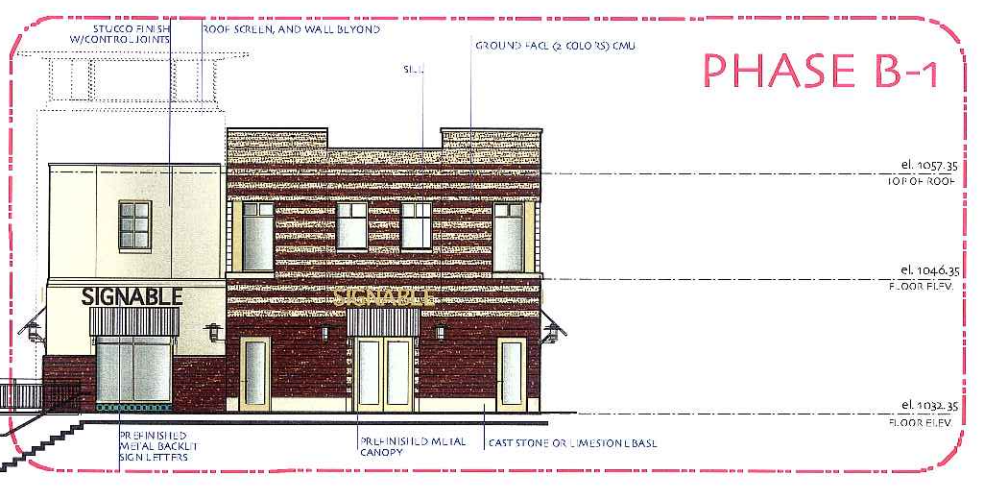 STUCCO FINISH
W/CONTROL JOINTS
ROOF SCREEN, AND WALL BEYOND
GROUND FACE (2 COLORS) CMU
SILL
PHASE B-1
el. 1057.35
TOP OF ROOF
el. 1046.35
FLOOR ELEV.
SIGNABLE
SIGNABLE
el. 1032.35
FLOOR ELEV.
PREFINISHED
METAL BACKLIT
SIGN LETTERS
PREFINISHED METAL
CANOPY
CAST STONE OR LIMESTONE BASE